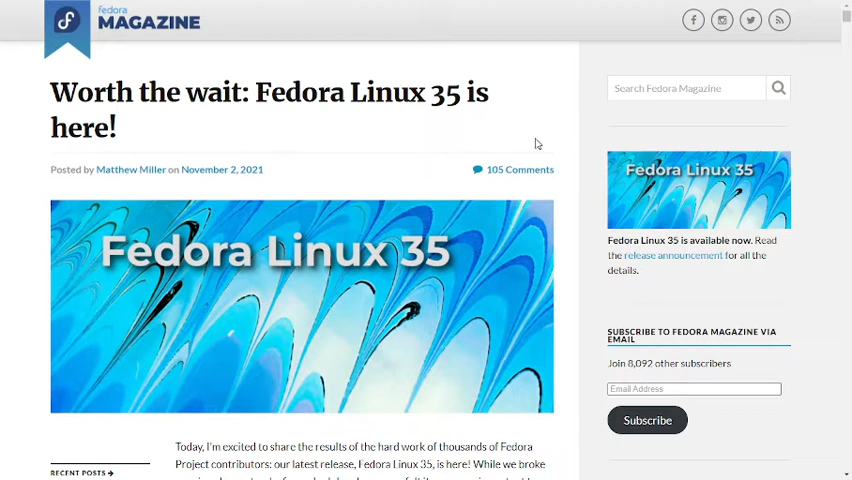 fedora
MAGAZINE
Worth the wait: Fedora Linux 35 is
here!
Posted by Matthew Miller on November 2, 2021
105 Comments
Fedora Linux 35
Today, I'm excited to share the results of the hard work of thousands of Fedora
Project contributors: our latest release, Fedora Linux 35, is here! While we broke
RECENT POSTS
Search Fedora Magazine
Fedora Linux 35
Fedora Linux 35 is available now. Read
the release announcement for all the
details.
SUBSCRIBE TO FEDORA MAGAZINE VIA
EMAIL
Join 8,092 other subscribers
Email Address
Subscribe